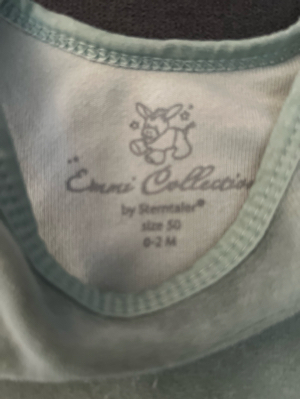 "Emmi Collection
by Sterntaler®
size 50
0-2 M